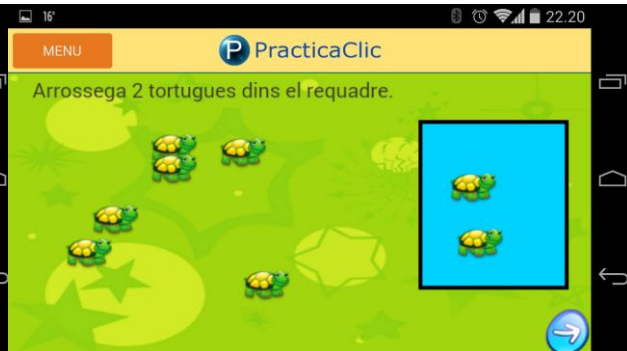 16'
22.20
MENU
PracticaClic
Arrossega 2 tortugues dins el requadre.